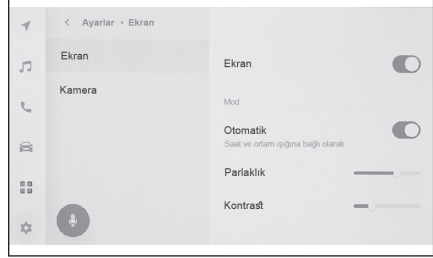 < Ayarlar • Ekran
Ekran
Kamera
Ekran
Mod
Otomatik
Saat ve ortam ışığına bağlı olarak
Parlaklık
Kontrast